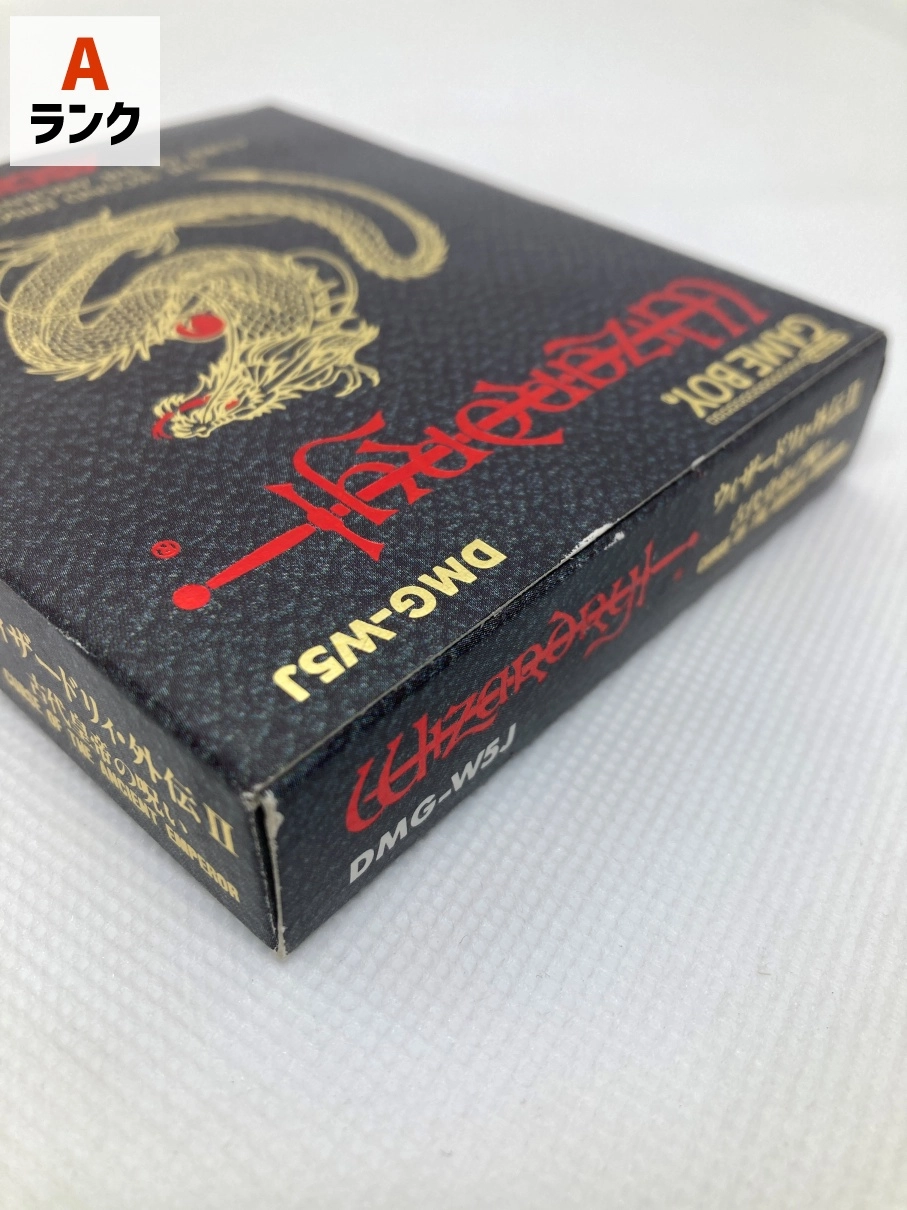 A
ランク
GAME BOY
Wizardry
®
DMG-W5J
ウィザードリィ・外伝II
古代皇帝の呪い
CURSE OF THE ANCIENT EMPEROR
Wizardry
DMG-W5J